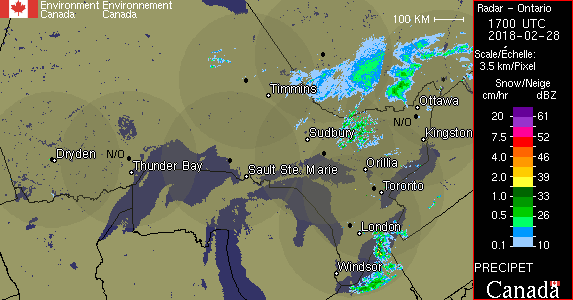 Environment Environnement
Canada Canada
100 KM
Timmins
Ottawa
N/O
Sudbury
Kingston
Dryden
N/O
Thunder Bay
Sault Ste. Marie
Orillia
Toronto
London
Windsor
Radar - Ontario
1700 UTC
2018-02-28
Scale/Échelle:
3.5 km/Pixel
Snow/Neige
cm/hr dBZ
20 61
7.5 52
4.0 46
2.0 39
1.0 33
0.5 26
0.1 10
PRECIPET
Canada